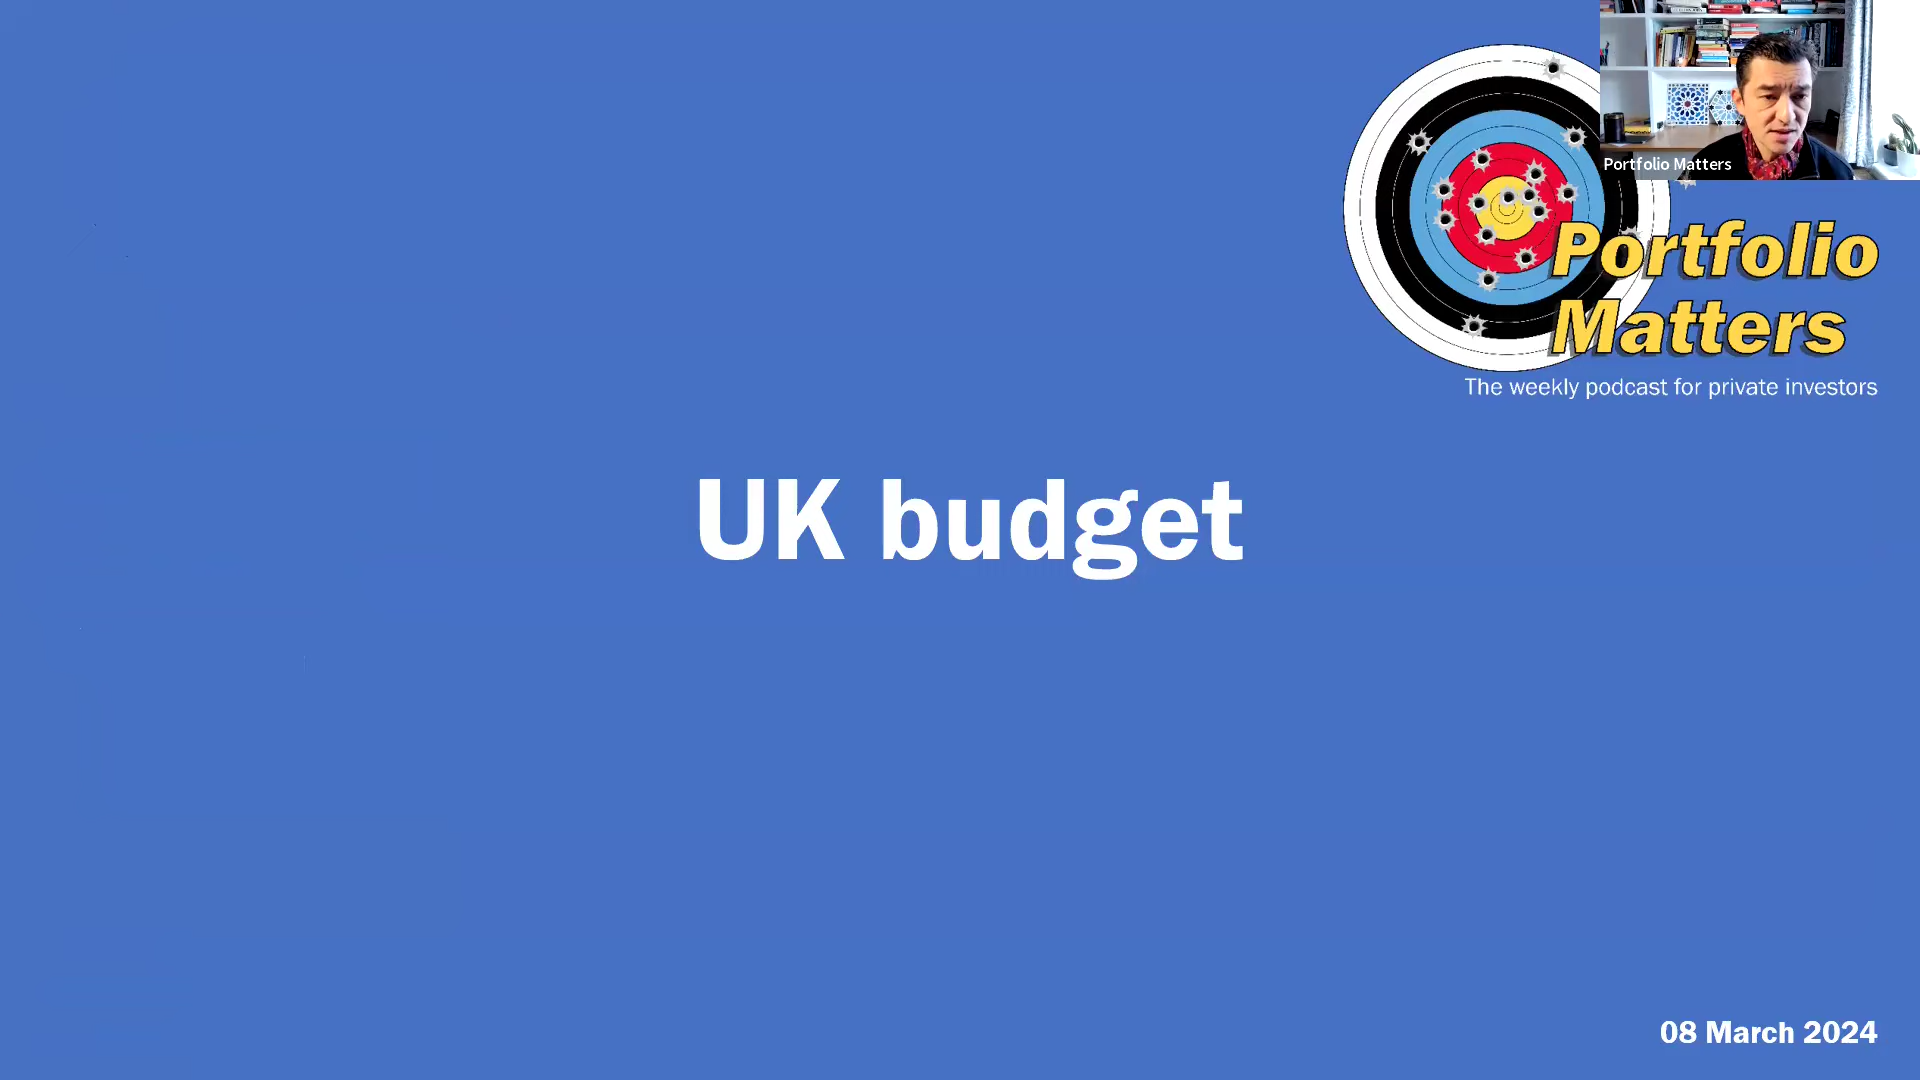 Portfolio Matters
Portfolio
Matters
The weekly podcast for private investors
UK budget
08 March 2024